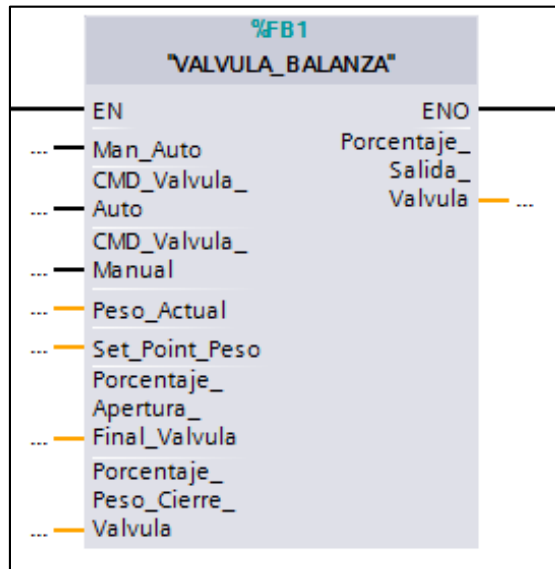 %FB1
"VALVULA_BALANZA"
EN
ENO
... Man_Auto
Porcentaje_
Salida_
Valvula ...
CMD_Valvula_
... Auto
CMD_Valvula_
... Manual
... Peso_Actual
... Set_Point_Peso
Porcentaje_
Apertura_
... Final_Valvula
Porcentaje_
Peso_Cierre_
... Valvula